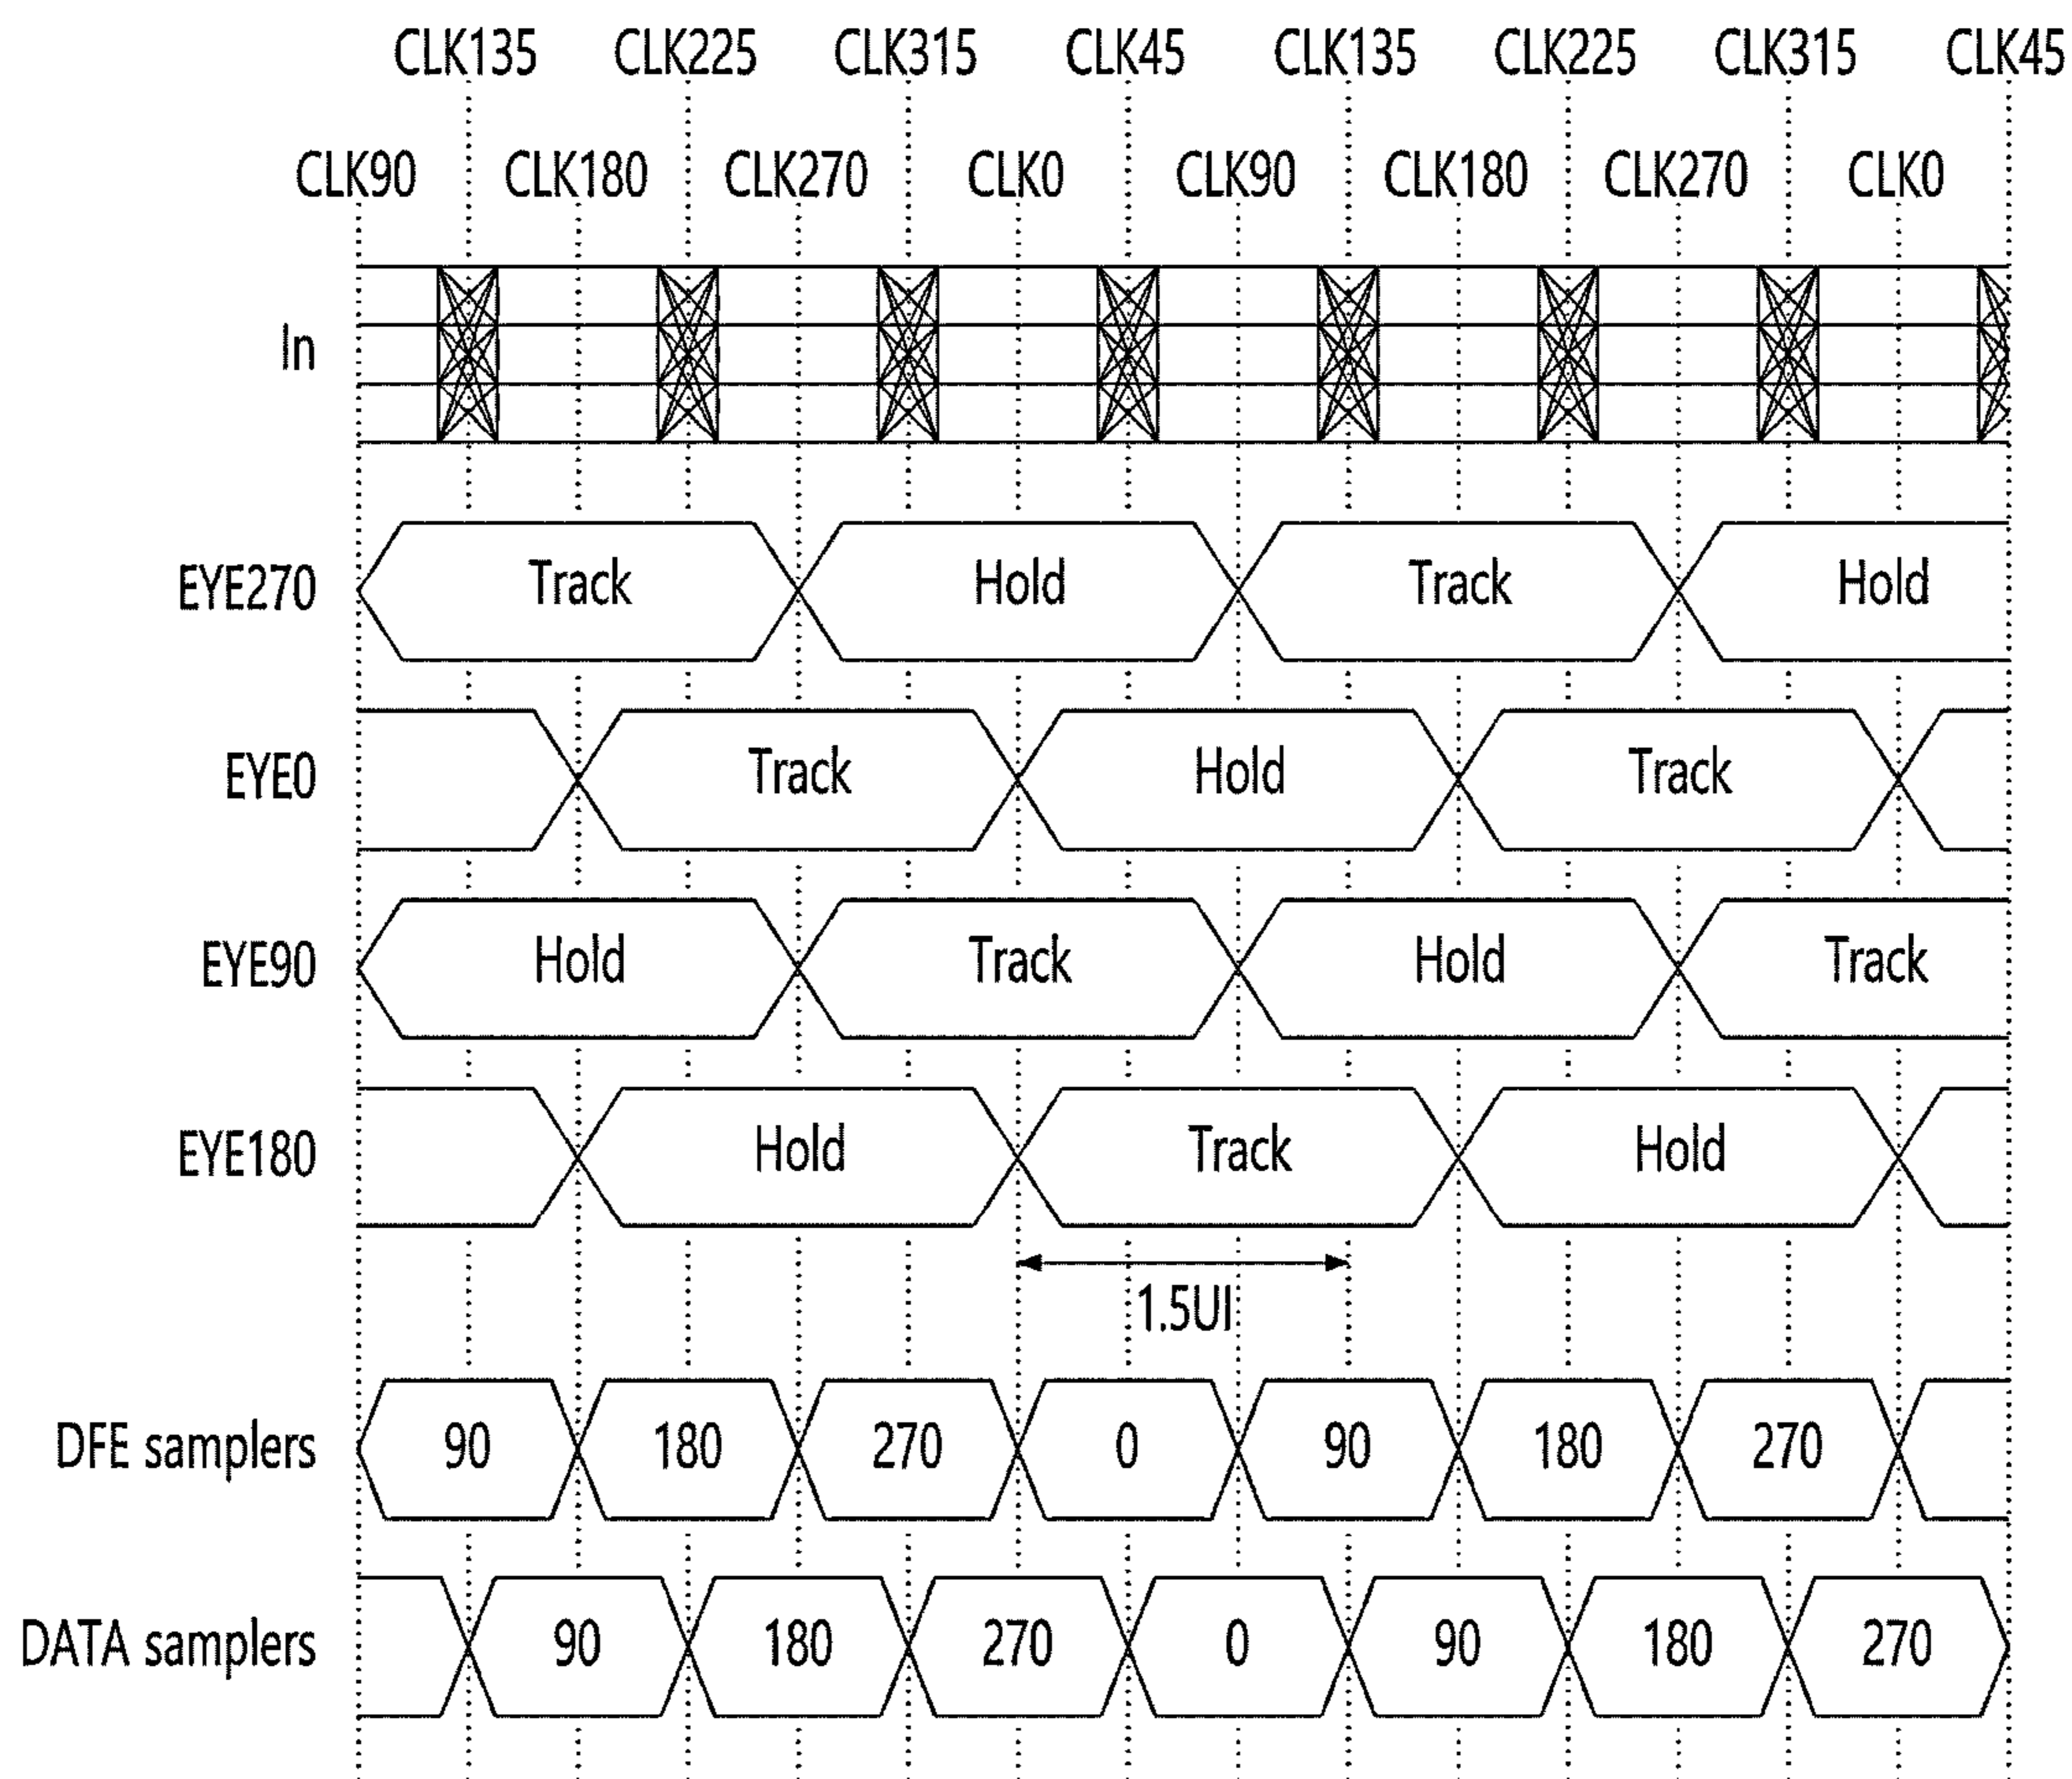 CLK135 CLK225 CLK315 CLK45 CLK135 CLK225 CLK315 CLK45
CLK90 CLK180 CLK270 CLK0 CLK90 CLK180 CLK270 CLK0
In
EYE270 Track Hold Track Hold
EYE0 Track Hold Track
EYE90 Hold Track Hold Track
EYE180 Hold Track Hold
1.5UI
DFE samplers 90 180 270 0 90 180 270
DATA samplers 90 180 270 0 90 180 270